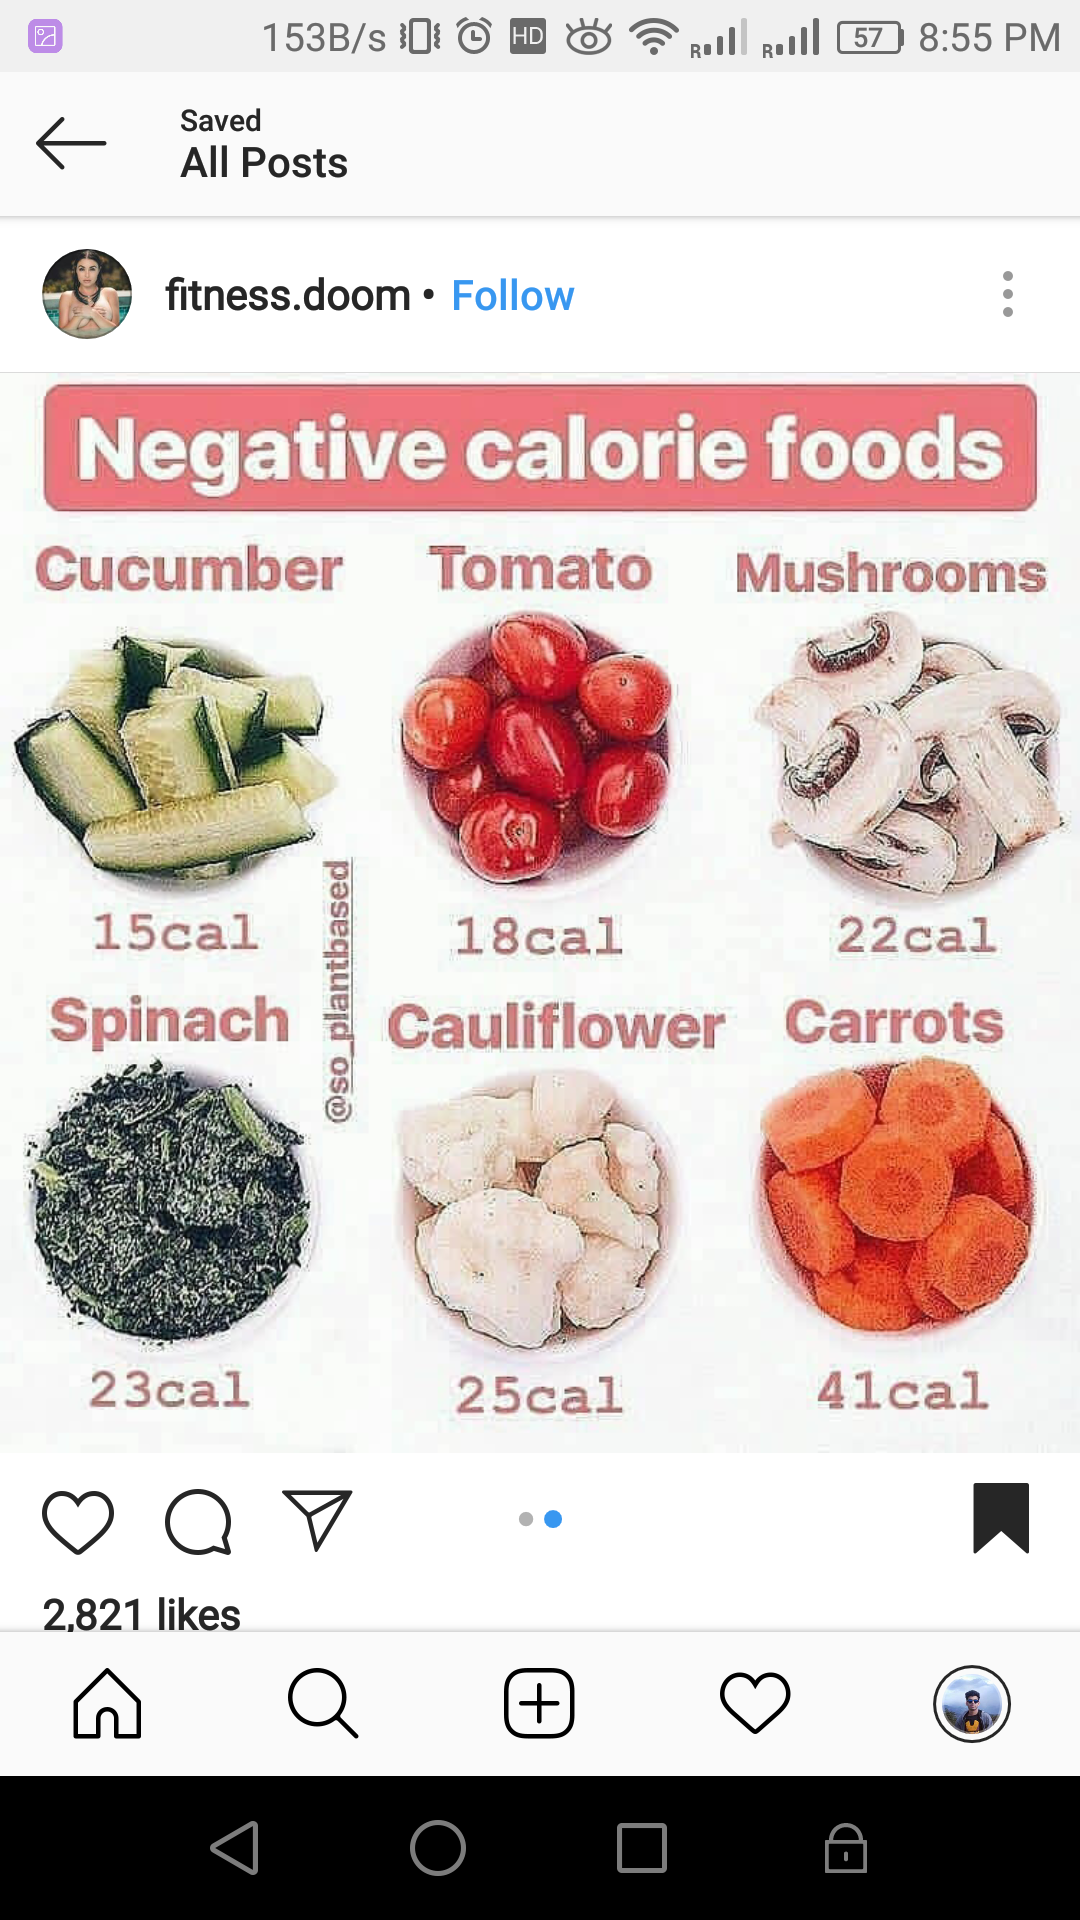 153B/s HD R R 57 8:55 PM
Saved
All Posts
fitness.doom • Follow
Negative calorie foods
Cucumber Tomato Mushrooms
15cal 18cal 22cal
@so_plantbased
Spinach Cauliflower Carrots
23cal 25cal 41cal
2,821 likes